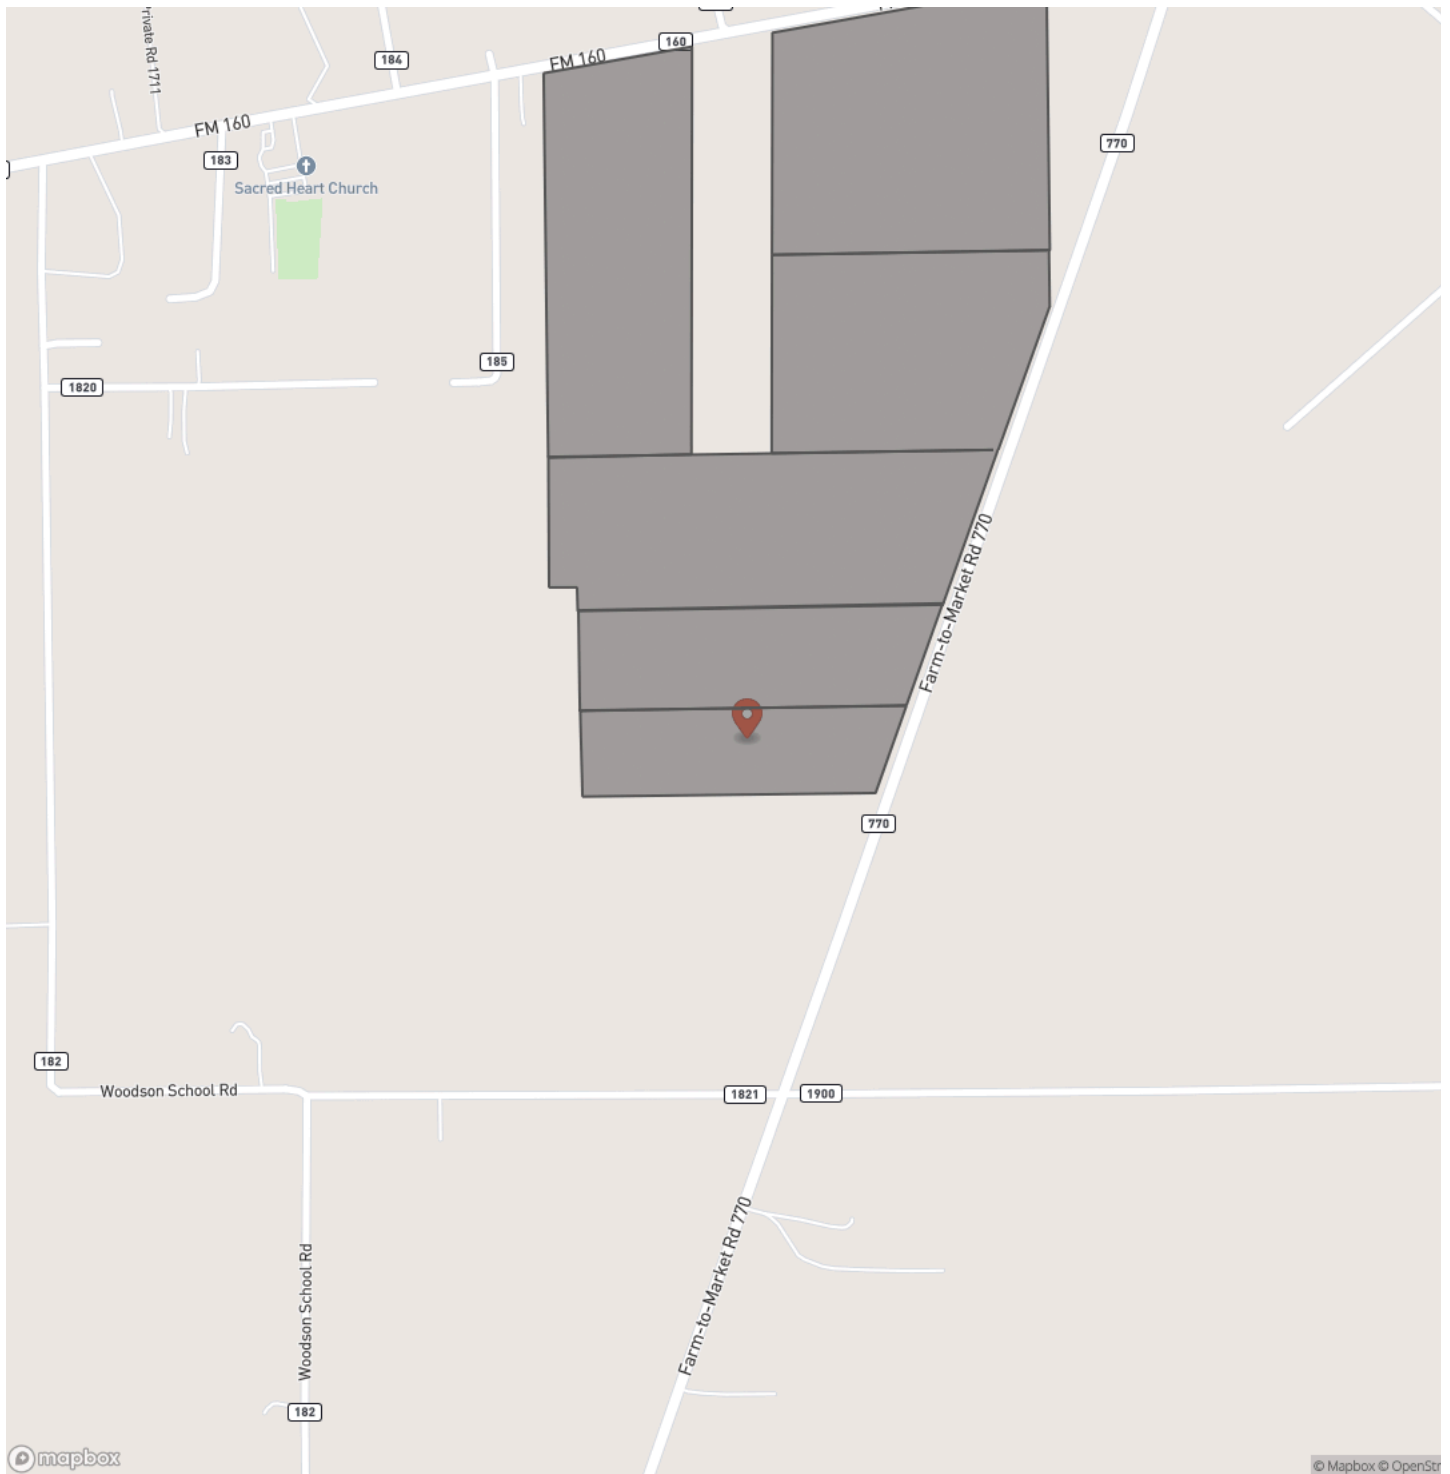 Private Rd 1711
184
160
FM 160
FM 160
770
183
Sacred Heart Church
185
1820
Farm-to-Market Rd 770
770
182
Woodson School Rd
1821
1900
Farm-to-Market Rd 770
Woodson School Rd
182
mapbox
© Mapbox © OpenStr